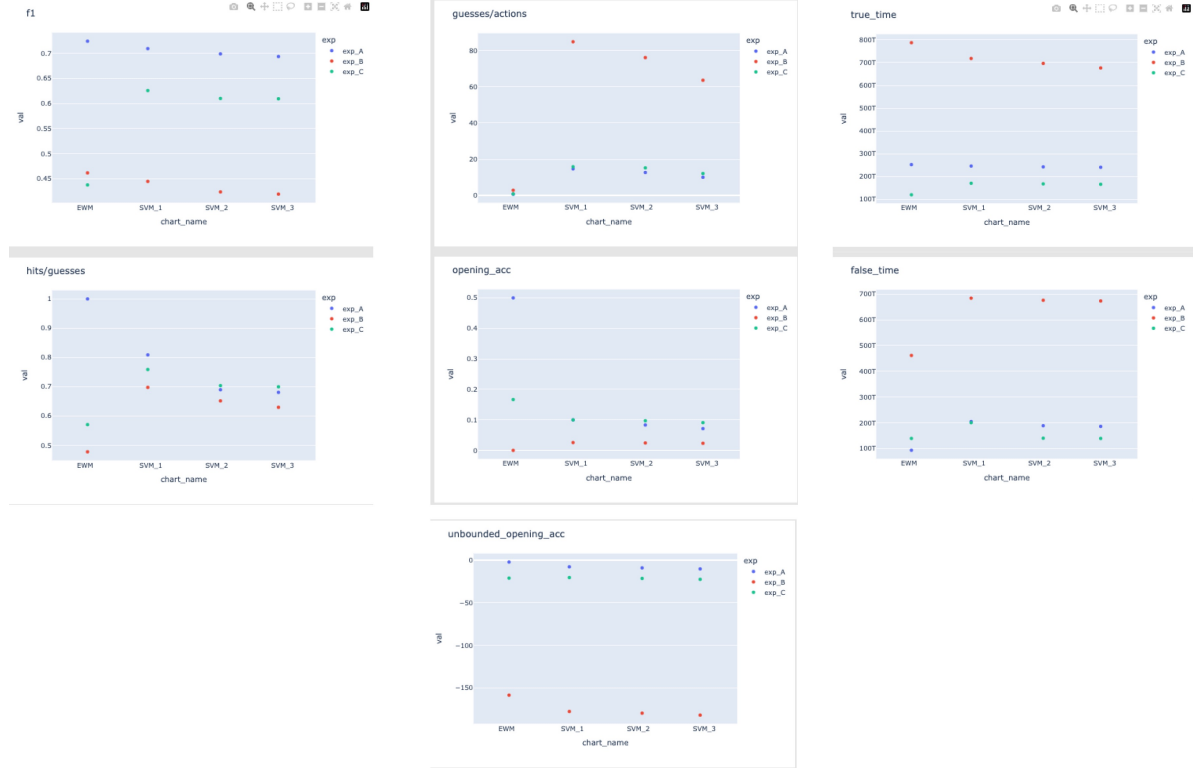 f1
val
0.7
0.65
0.6
0.55
0.5
0.45
EWM SVM_1 SVM_2 SVM_3
chart_name
exp
exp_A
exp_B
exp_C
guesses/actions
val
80
60
40
20
0
EWM SVM_1 SVM_2 SVM_3
chart_name
exp
exp_A
exp_B
exp_C
true_time
val
800T
700T
600T
500T
400T
300T
200T
100T
EWM SVM_1 SVM_2 SVM_3
chart_name
exp
exp_A
exp_B
exp_C
hits/guesses
val
1
0.9
0.8
0.7
0.6
0.5
EWM SVM_1 SVM_2 SVM_3
chart_name
exp
exp_A
exp_B
exp_C
opening_acc
val
0.5
0.4
0.3
0.2
0.1
0
EWM SVM_1 SVM_2 SVM_3
chart_name
exp
exp_A
exp_B
exp_C
false_time
val
700T
600T
500T
400T
300T
200T
100T
EWM SVM_1 SVM_2 SVM_3
chart_name
exp
exp_A
exp_B
exp_C
unbounded_opening_acc
val
0
−50
−100
−150
EWM SVM_1 SVM_2 SVM_3
chart_name
exp
exp_A
exp_B
exp_C